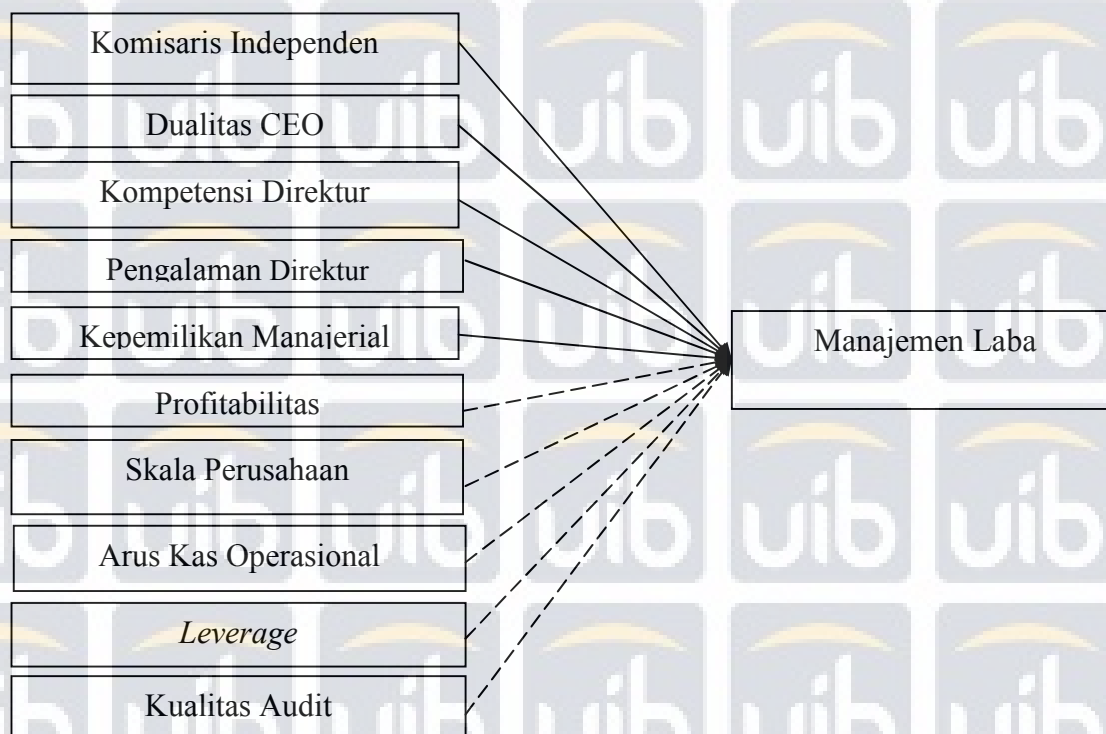 Komisaris Independen
Dualitas CEO
Kompetensi Direktur
Pengalaman Direktur
Kepemilikan Manajerial
Profitabilitas
Skala Perusahaan
Arus Kas Operasional
Leverage
Kualitas Audit
Manajemen Laba
uib